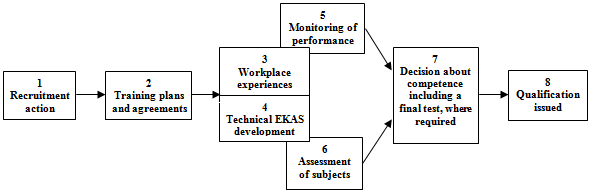 1
Recruitment
action
2
Training plans
and agreements
3
Workplace
experiences
4
Technical EKAS
development
5
Monitoring of
performance
6
Assessment
of subjects
7
Decision about
competence
including a
final test, where
required
8
Qualification
issued